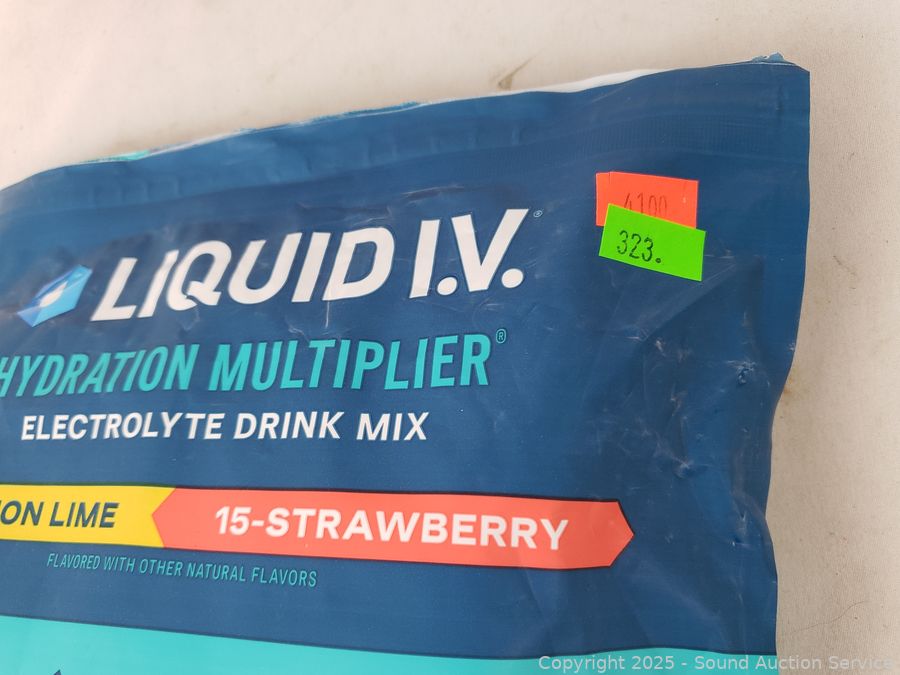 4100
323.
LIQUID I.V.®
HYDRATION MULTIPLIER®
ELECTROLYTE DRINK MIX
ON LIME
15-STRAWBERRY
FLAVORED WITH OTHER NATURAL FLAVORS
Copyright 2025 - Sound Auction Service